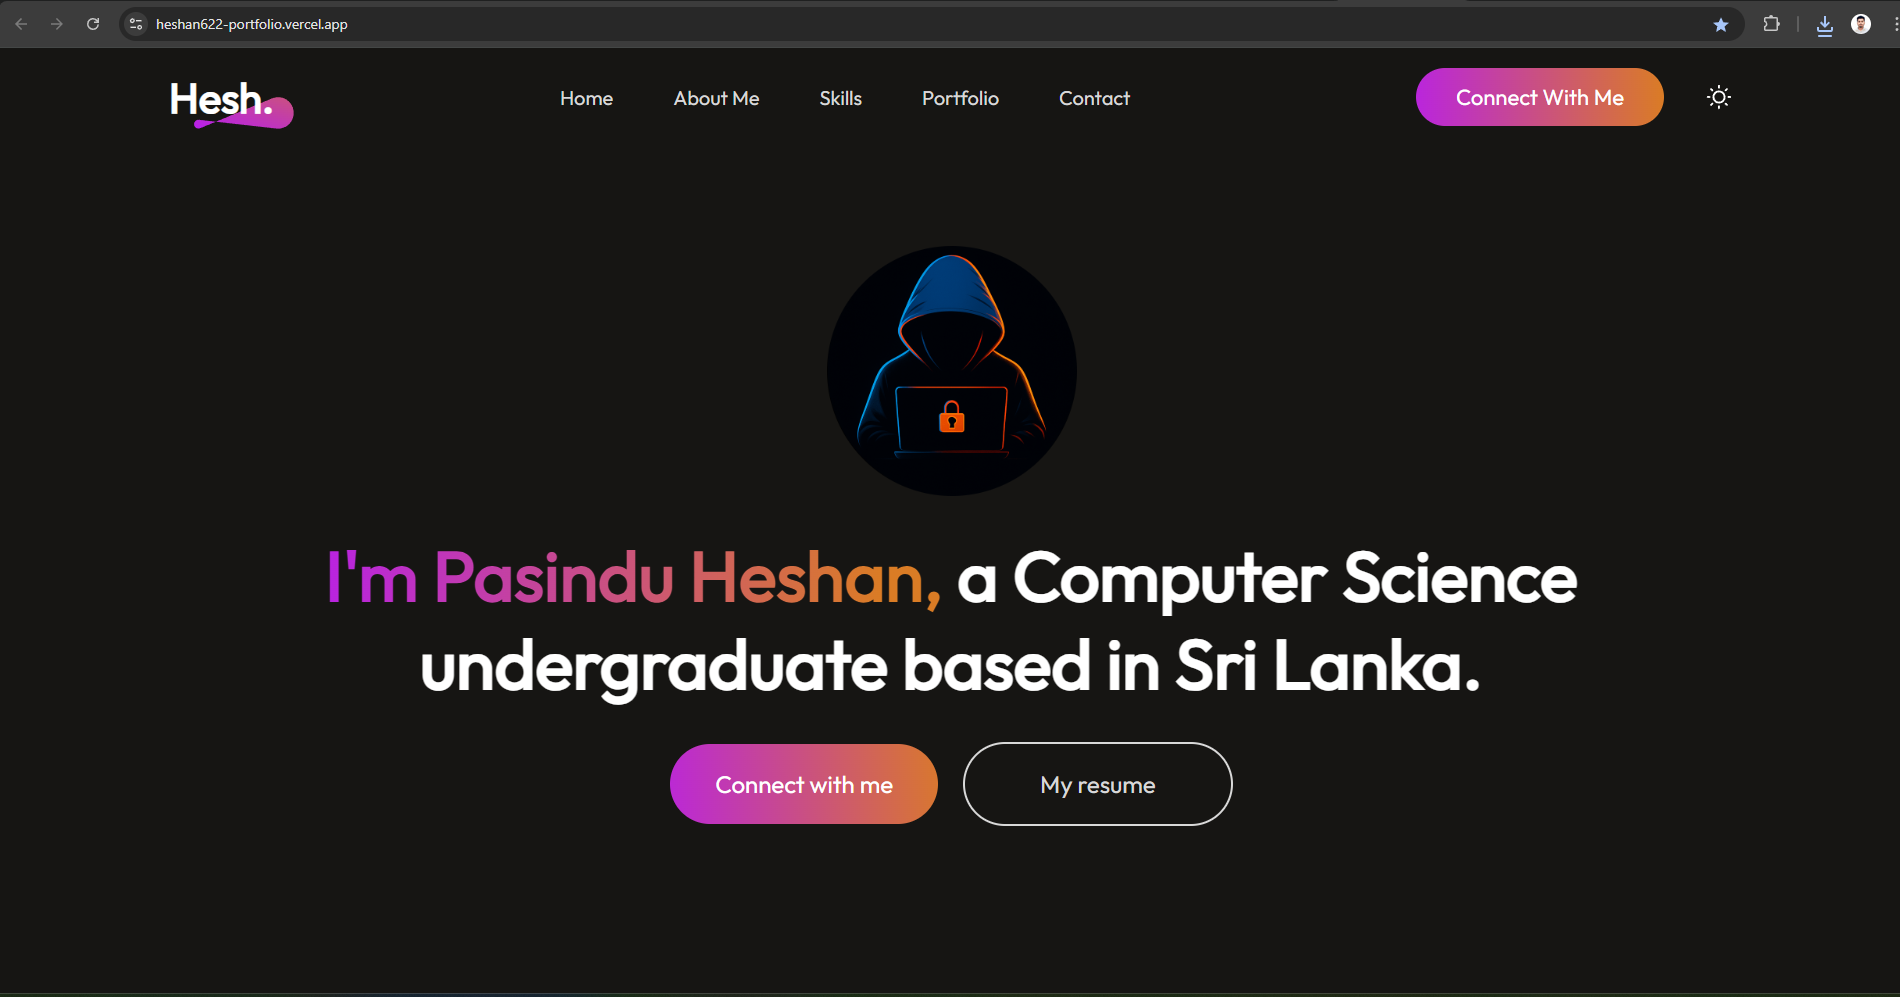 heshan622-portfolio.vercel.app
Hesh.
Home
About Me
Skills
Portfolio
Contact
Connect With Me
I'm Pasindu Heshan, a Computer Science
undergraduate based in Sri Lanka.
Connect with me
My resume